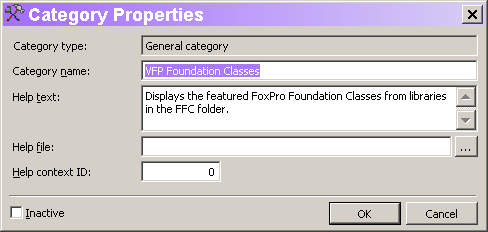 Category Properties
Category type: General category
Category name: VFP Foundation Classes
Help text: Displays the featured FoxPro Foundation Classes from libraries
in the FFC folder.
Help file: ...
Help context ID: 0
Inactive OK Cancel